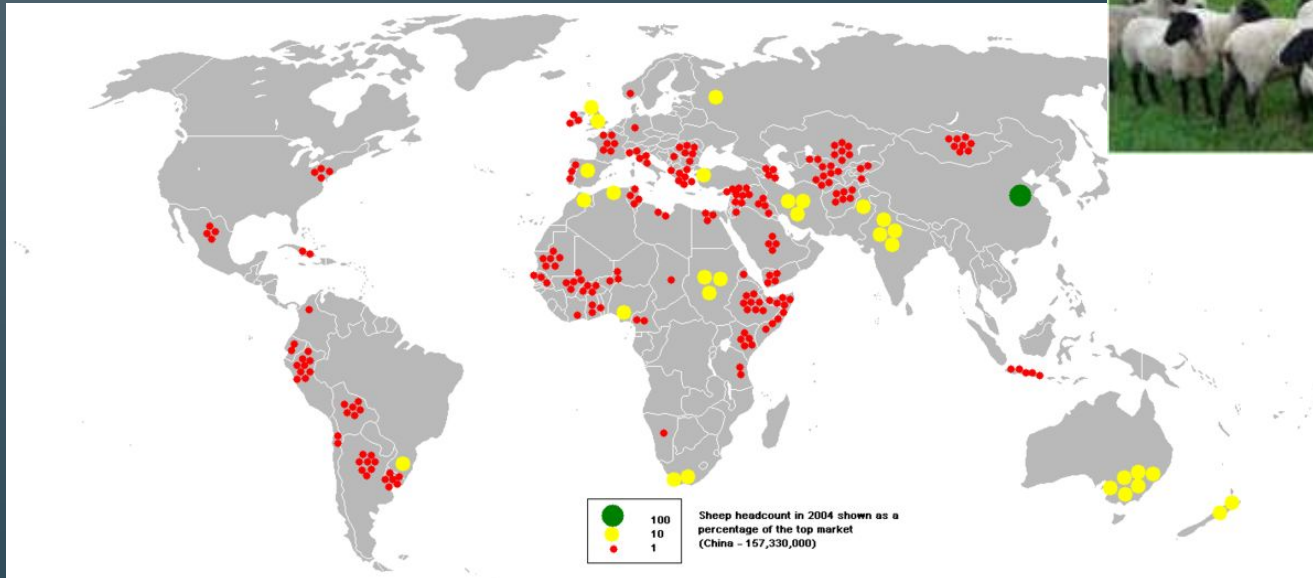 100
10
1
Sheep headcount in 2004 shown as a
percentage of the top market
(China - 157,330,000)